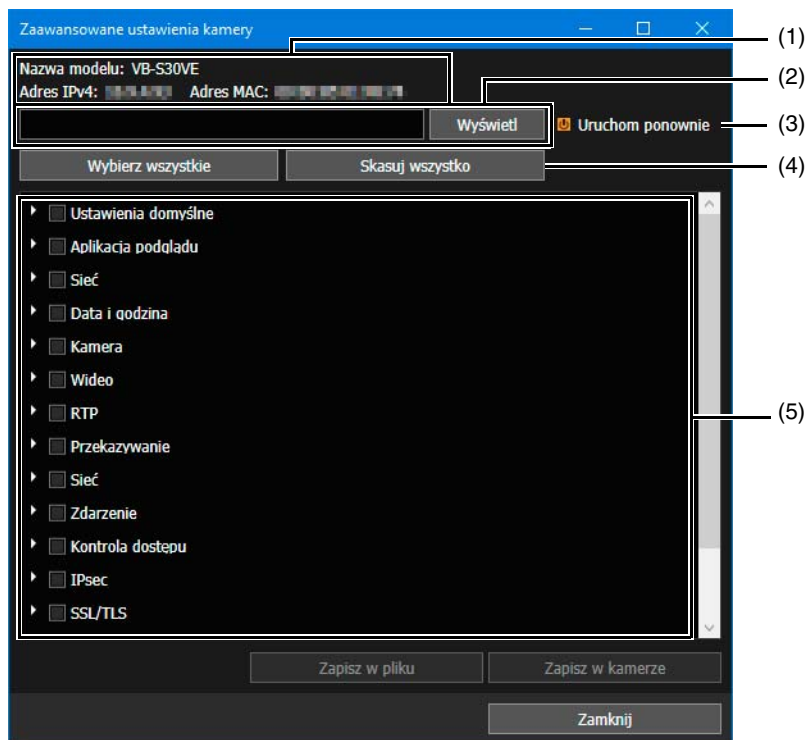 Zaawansowane ustawienia kamery
(1)
Nazwa modelu: VB-S30VE
Adres IPv4: Adres MAC:
(2)
Wyświetl
Uruchom ponownie
(3)
Wybierz wszystkie
Skasuj wszystko
(4)
Ustawienia domyślne
Aplikacja podglądu
Sieć
Data i godzina
Kamera
Wideo
RTP
(5)
Przekazywanie
Sieć
Zdarzenie
Kontrola dostępu
IPsec
SSL/TLS
Zapisz w pliku
Zapisz w kamerze
Zamknij